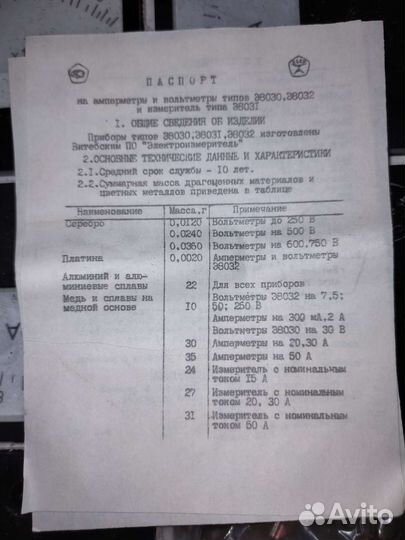 ПАСПОРТ
на амперметры и вольтметры типов Э8030,Э8032
и измеритель типа Э8031
I. ОБЩИЕ СВЕДЕНИЯ ОБ ИЗДЕЛИИ
Приборы типов Э8030,Э8031,Э8032 изготовлены
Витебским ПО "Электроизмеритель"
2.ОСНОВНЫЕ ТЕХНИЧЕСКИЕ ДАННЫЕ И ХАРАКТЕРИСТИКИ
2.1.Средний срок службы - 10 лет.
2.2.Суммарная масса драгоценных материалов и
цветных металлов приведена в таблице
Наименование Масса,г Примечание
Серебро 0,0120 Вольтметры до 250 В
0,0240 Вольтметры на 500 В
0,0360 Вольтметры на 600,750 В
Платина 0,0020 Амперметры и вольтметры
Э8032
Алюминий и алю-
миниевые сплавы 22 Для всех приборов
Медь и сплавы на
медной основе 10 Вольтметры Э8032 на 7,5;
50; 250 В
Амперметры на 300 мА,2 А
Вольтметры Э8030 на 30 В
30 Амперметры на 20,30 А
35 Амперметры на 50 А
24 Измеритель с номинальным
током 15 А
27 Измеритель с номинальным
током 20, 30 А
31 Измеритель с номинальным
током 50 А
Avito